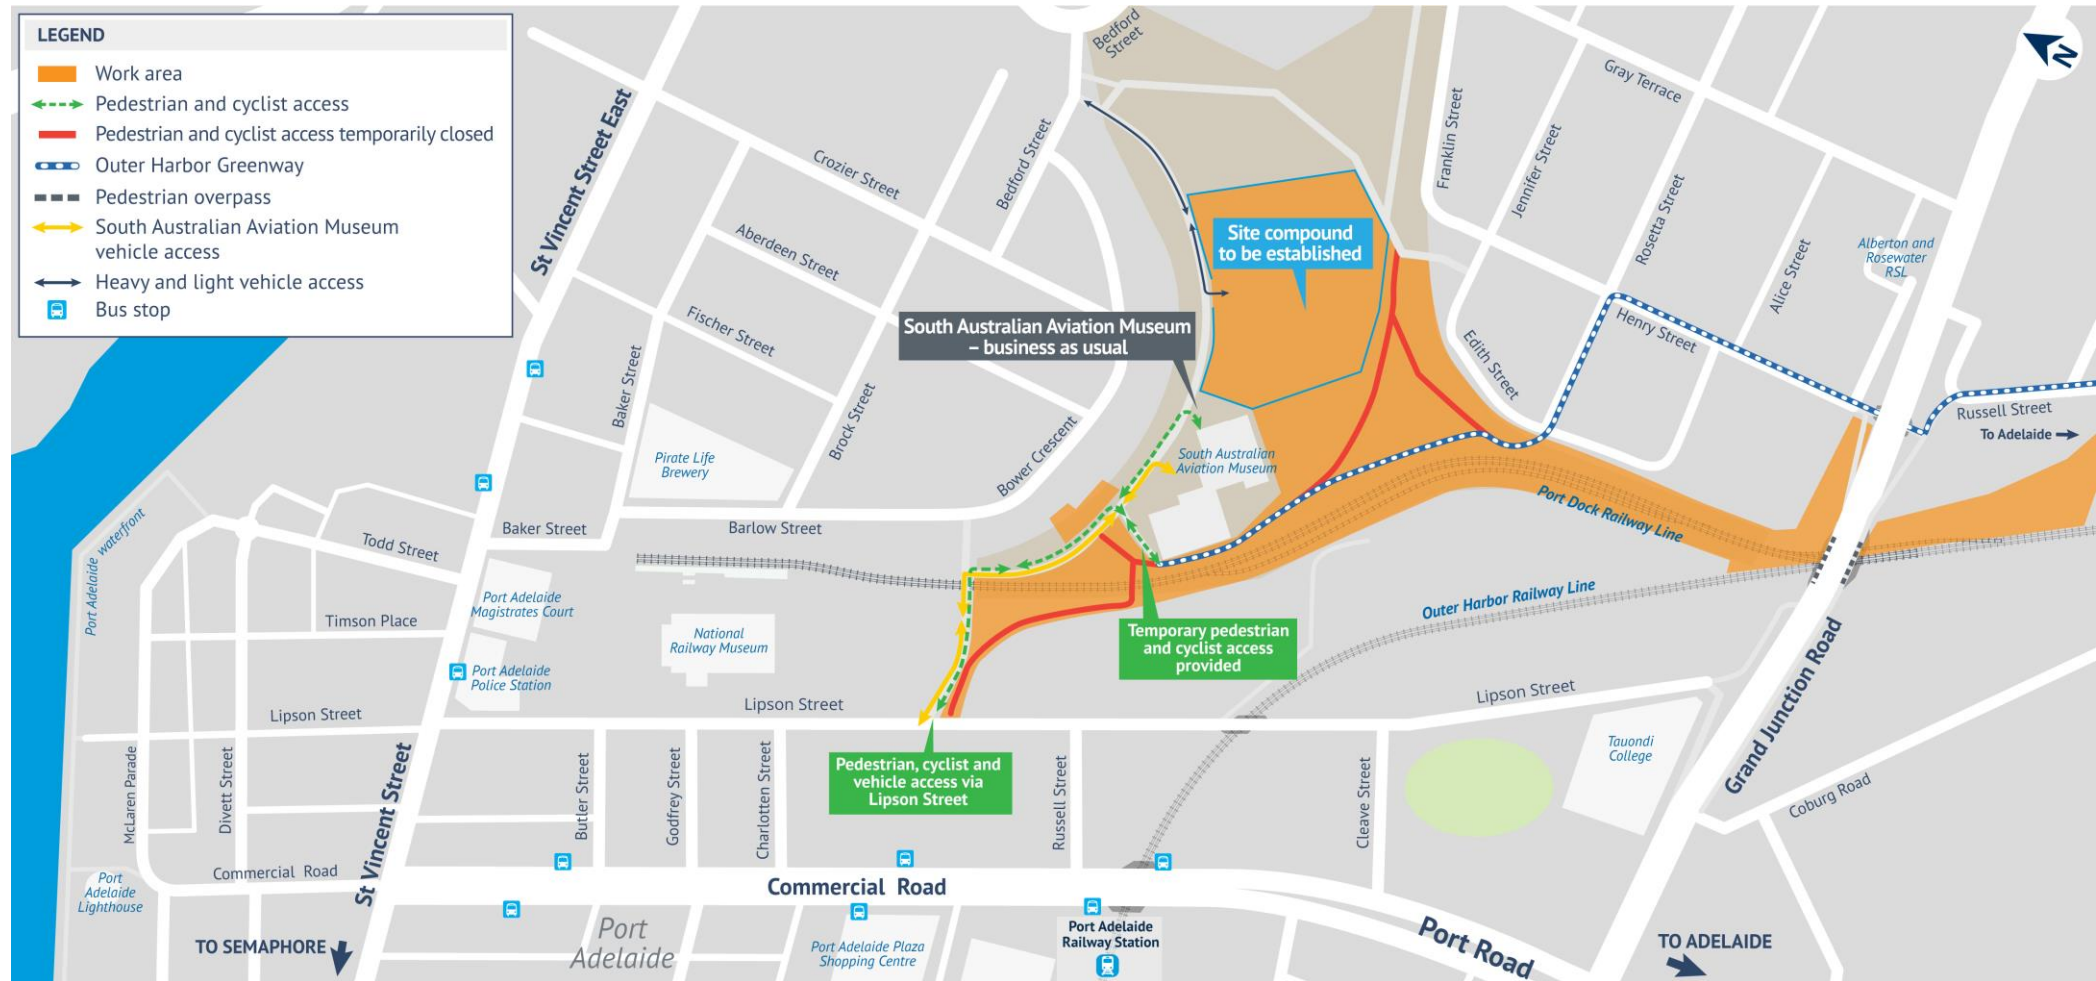 LEGEND
Work area
Pedestrian and cyclist access
Pedestrian and cyclist access temporarily closed
Outer Harbor Greenway
Pedestrian overpass
South Australian Aviation Museum
vehicle access
Heavy and light vehicle access
Bus stop
N
Bedford
Street
Gray Terrace
Franklin Street
Jennifer Street
Rosetta Street
Alice Street
Alberton and
Rosewater
RSL
St Vincent Street East
Crozier Street
Bedford Street
Aberdeen Street
Fischer Street
Site compound
to be established
South Australian Aviation Museum
– business as usual
Henry Street
Edith Street
Russell Street
To Adelaide
Baker Street
Brock Street
Bower Crescent
Pirate Life
Brewery
South Australian
Aviation Museum
Port Dock Railway Line
Port Adelaide waterfront
Todd Street
Baker Street
Barlow Street
Port Adelaide
Magistrates Court
Outer Harbor Railway Line
Timson Place
National
Railway Museum
Temporary pedestrian
and cyclist access
provided
Port Adelaide
Police Station
Lipson Street
Lipson Street
Lipson Street
Grand Junction Road
Tauondi
College
Coburg Road
McLaren Parade
Divett Street
St Vincent Street
Butler Street
Godfrey Street
Charlotten Street
Pedestrian, cyclist and
vehicle access via
Lipson Street
Russell Street
Cleave Street
Commercial Road
Commercial Road
Port
Adelaide
Lighthouse
Port Road
TO SEMAPHORE
Port
Adelaide
Port Adelaide Plaza
Shopping Centre
Port Adelaide
Railway Station
TO ADELAIDE